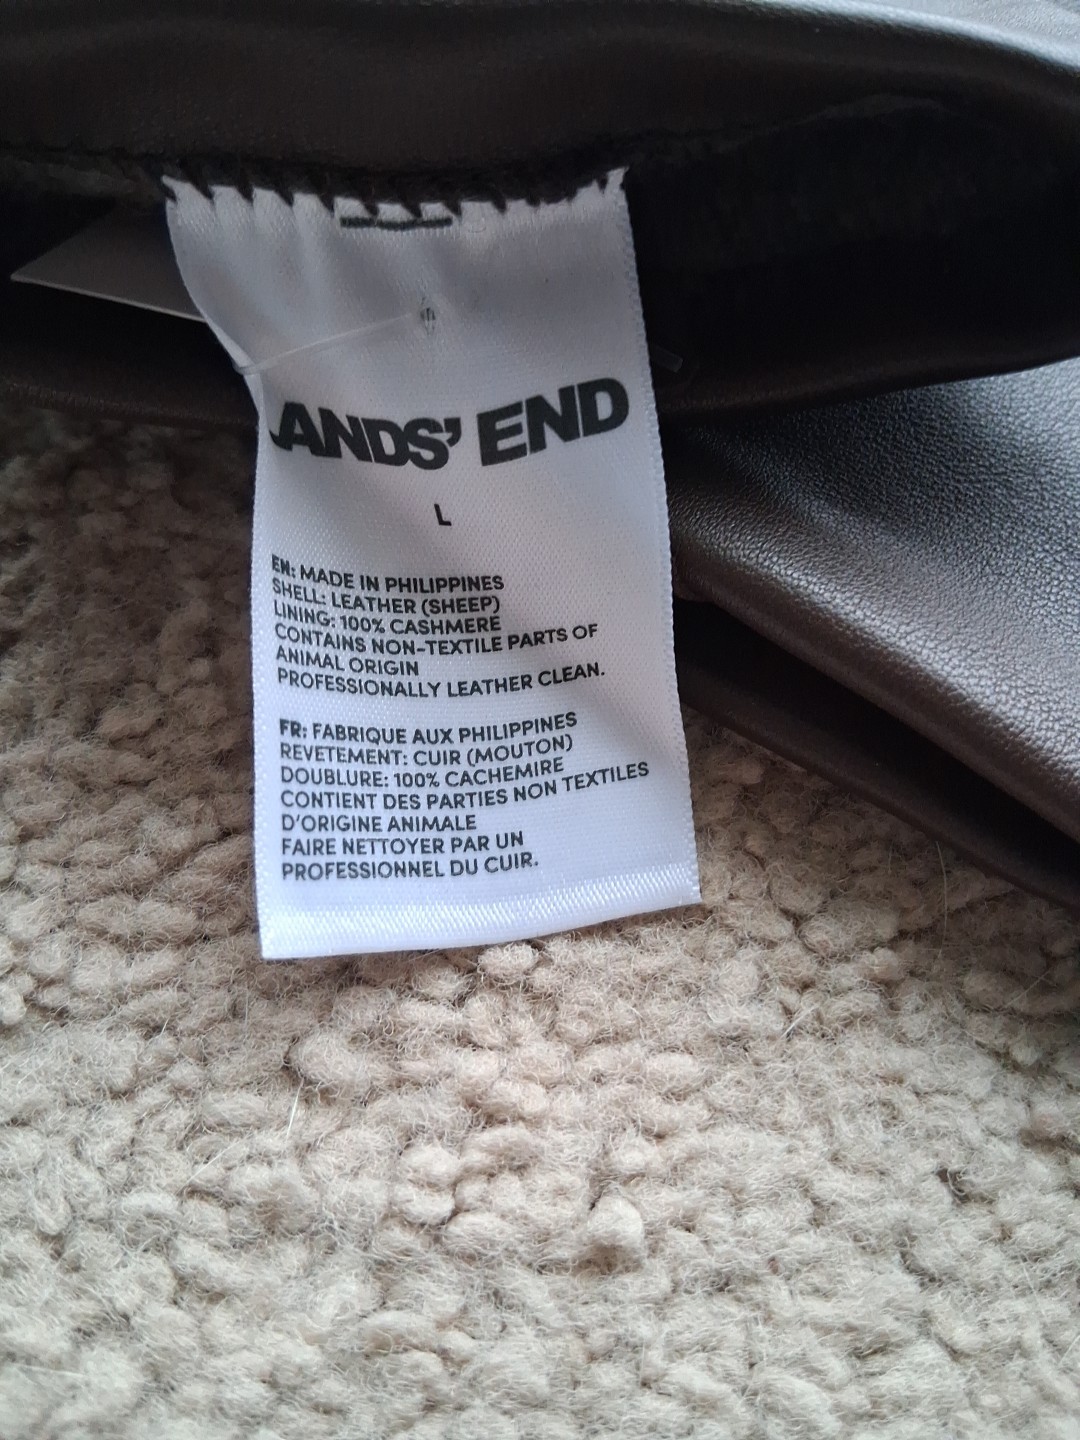 LANDS' END
L
EN: MADE IN PHILIPPINES
SHELL: LEATHER (SHEEP)
LINING: 100% CASHMERE
CONTAINS NON-TEXTILE PARTS OF
ANIMAL ORIGIN
PROFESSIONALLY LEATHER CLEAN.
FR: FABRIQUE AUX PHILIPPINES
REVETEMENT: CUIR (MOUTON)
DOUBLURE: 100% CACHEMIRE
CONTIENT DES PARTIES NON TEXTILES
D'ORIGINE ANIMALE
FAIRE NETTOYER PAR UN
PROFESSIONNEL DU CUIR.